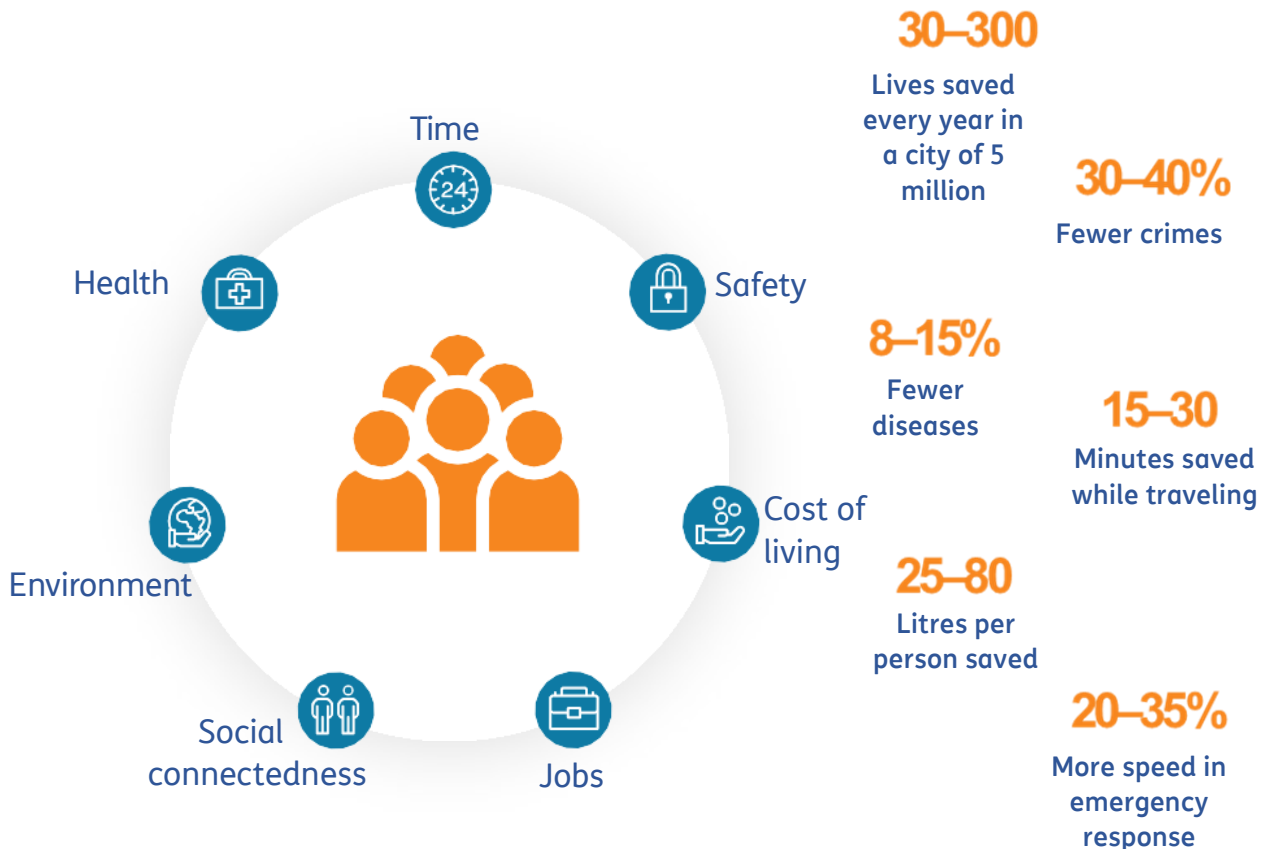 Time
24
Health
Safety
Cost of
living
Environment
Social
connectedness
Jobs
30–300
Lives saved
every year in
a city of 5
million
30–40%
Fewer crimes
8–15%
Fewer
diseases
15–30
Minutes saved
while traveling
25–80
Litres per
person saved
20–35%
More speed in
emergency
response